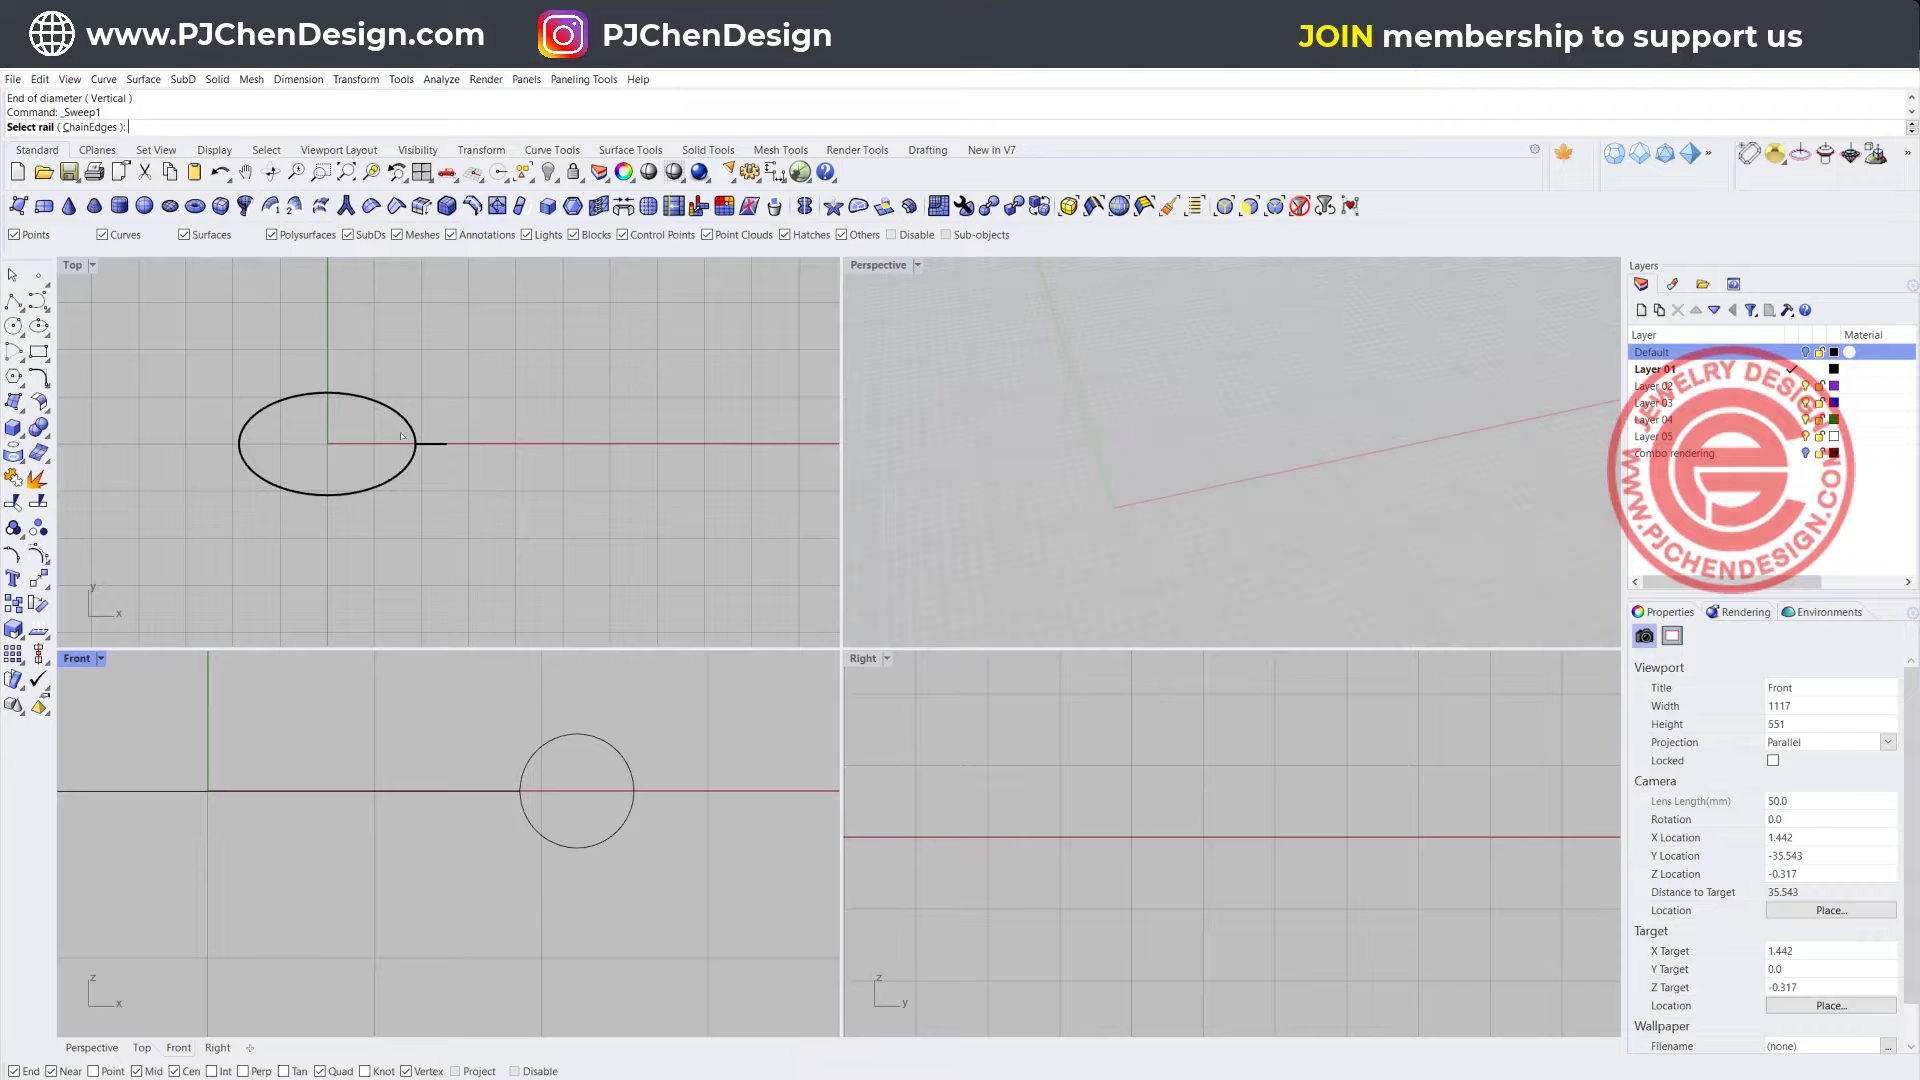 www.PJChenDesign.com PJChenDesign JOIN membership to support us
File Edit View Curve Surface SubD Solid Mesh Dimension Transform Tools Analyze Render Panels Paneling Tools Help
End of diameter ( Vertical )
Command: _Sweep1
Select rail ( ChainEdges ):
Standard CPlanes Set View Display Select Viewport Layout Visibility Transform Curve Tools Surface Tools Solid Tools Mesh Tools Render Tools Drafting New in V7
Points Curves Surfaces Polysurfaces SubDs Meshes Annotations Lights Blocks Control Points Point Clouds Hatches Others Disable Sub-objects
Top
Perspective
Layers
Layer Material
Default
Layer 01
Layer 02
Layer 03
Layer 04
Layer 05
combo rendering
JEWELRY DESIGN
WWW.PJCHENDESIGN.COM
y
x
Properties Rendering Environments
Front
Right
Viewport
Title Front
Width 1117
Height 551
Projection Parallel
Locked
Camera
Lens Length(mm) 50.0
Rotation 0.0
X Location 1.442
Y Location -35.543
Z Location -0.317
Distance to Target 35.543
Location Place...
Target
X Target 1.442
Y Target 0.0
Z Target -0.317
Location Place...
Wallpaper
Filename (none) ...
z
x
z
y
Perspective Top Front Right
End Near Point Mid Cen Int Perp Tan Quad Knot Vertex Project Disable